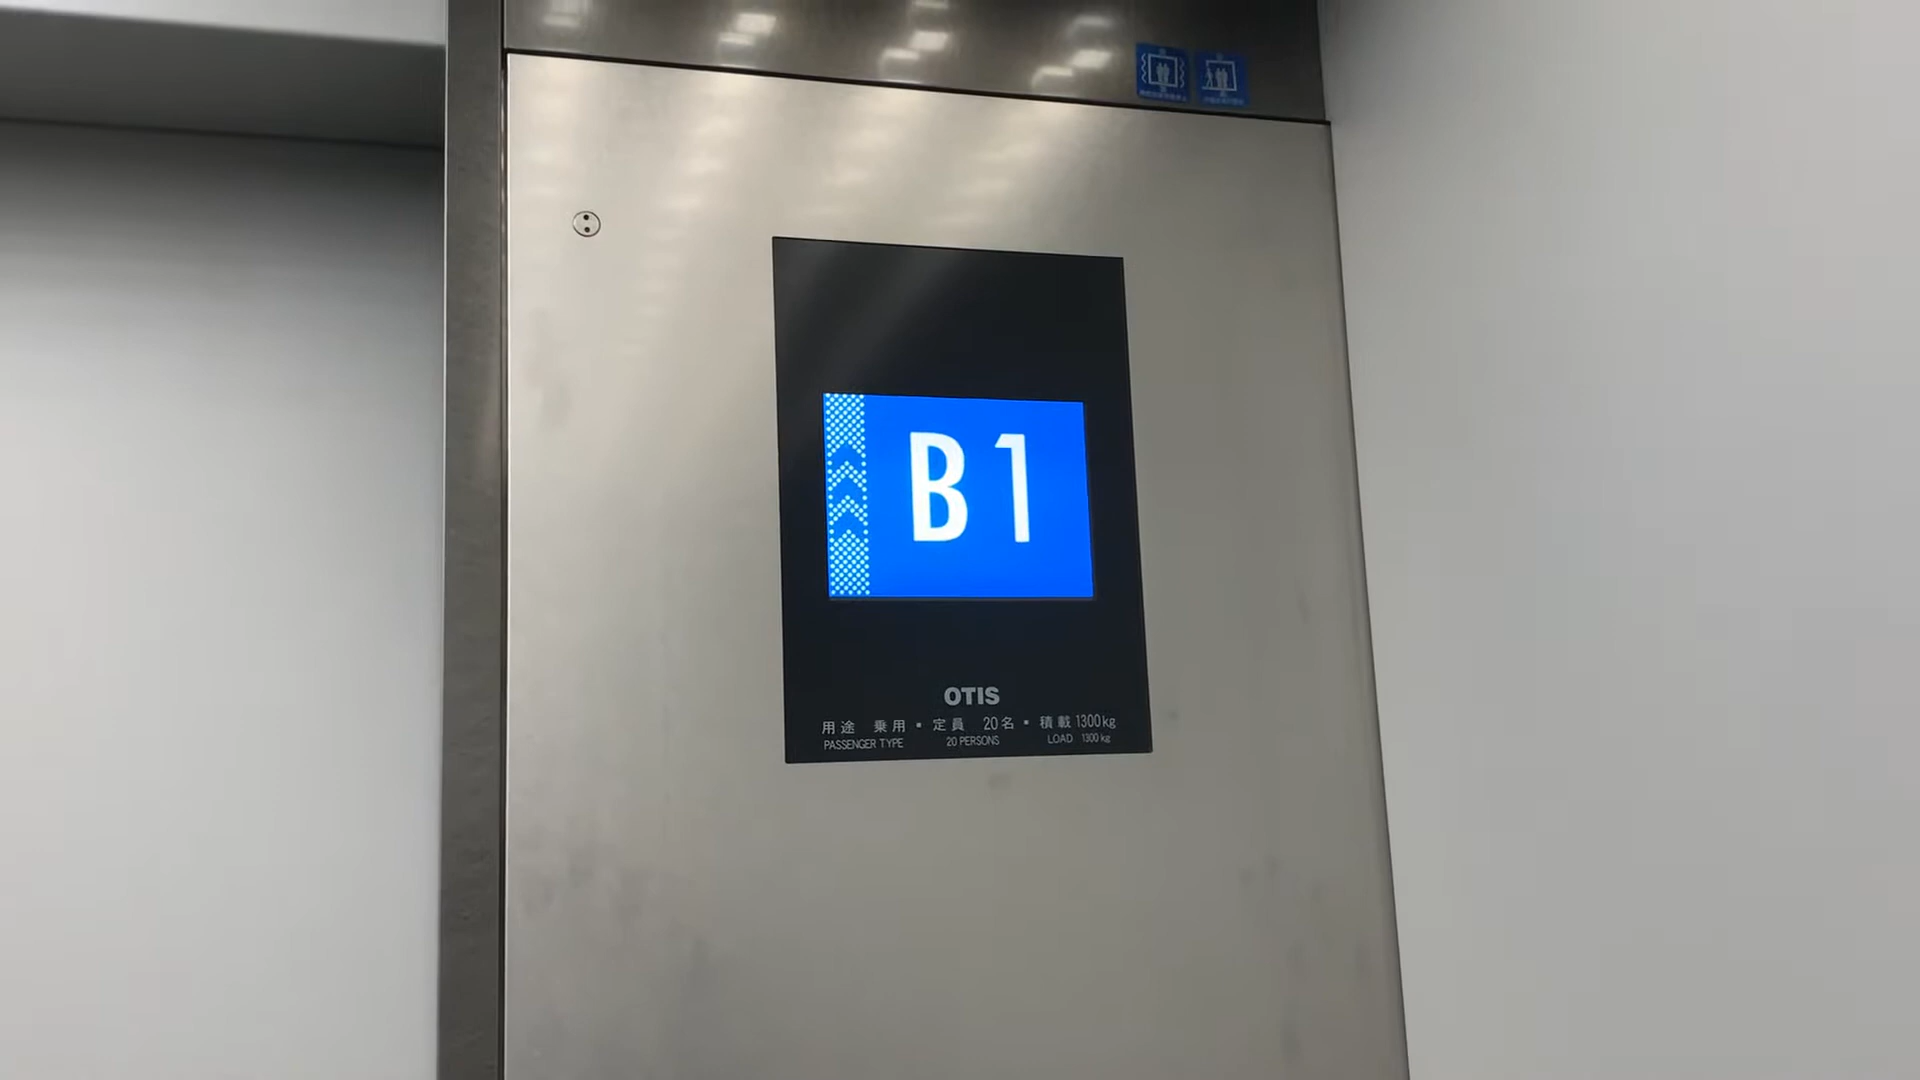 B1
OTIS
用途 乗用 ▪ 定員 20名 ▪ 積載 1300kg
PASSENGER TYPE 20 PERSONS LOAD 1300 kg